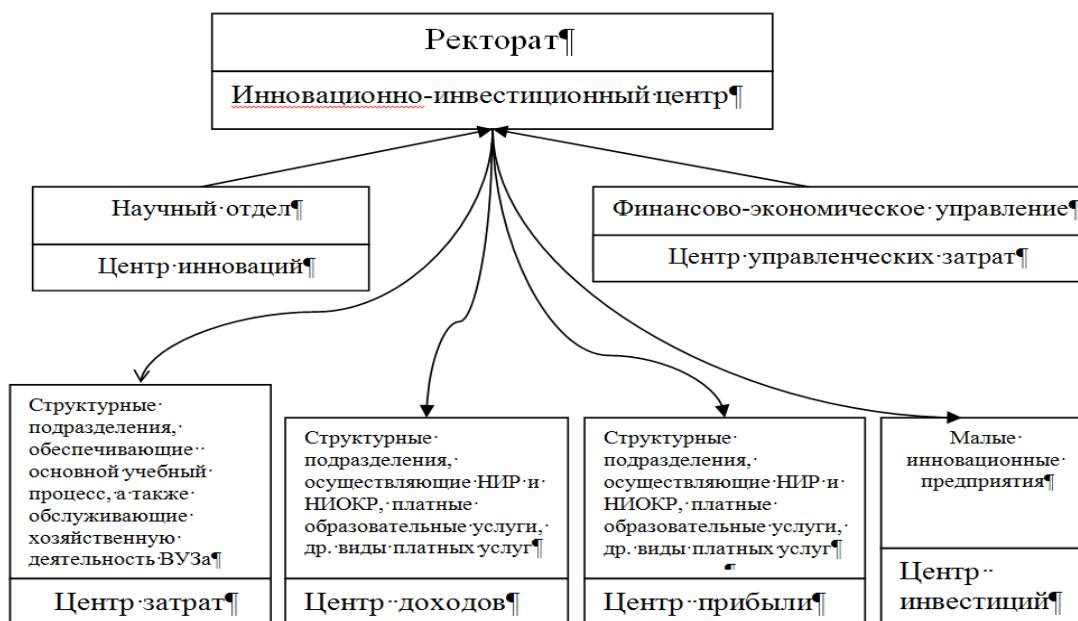 Ректорат¶
Инновационно-инвестиционный·центр¶
Научный·отдел¶
Центр·инноваций¶
Финансово-экономическое·управление¶
Центр·управленческих·затрат¶
Структурные·
подразделения,·
обеспечивающие··
основной·учебный·
процесс,·а·также·
обслуживающие·
хозяйственную·
деятельность·ВУЗа¶
Центр·затрат¶
Структурные·
подразделения,·
осуществляющие·НИР·и·
НИОКР,·платные·
образовательные·услуги,·
др.·виды·платных·услуг¶
Центр··доходов¶
Структурные·
подразделения,·
осуществляющие·НИР·и·
НИОКР,·платные·
образовательные·услуги,·
др.·виды·платных·услуг¶
¶
Центр··прибыли¶
Малые·
инновационные·
предприятия¶
Центр··
инвестиций¶